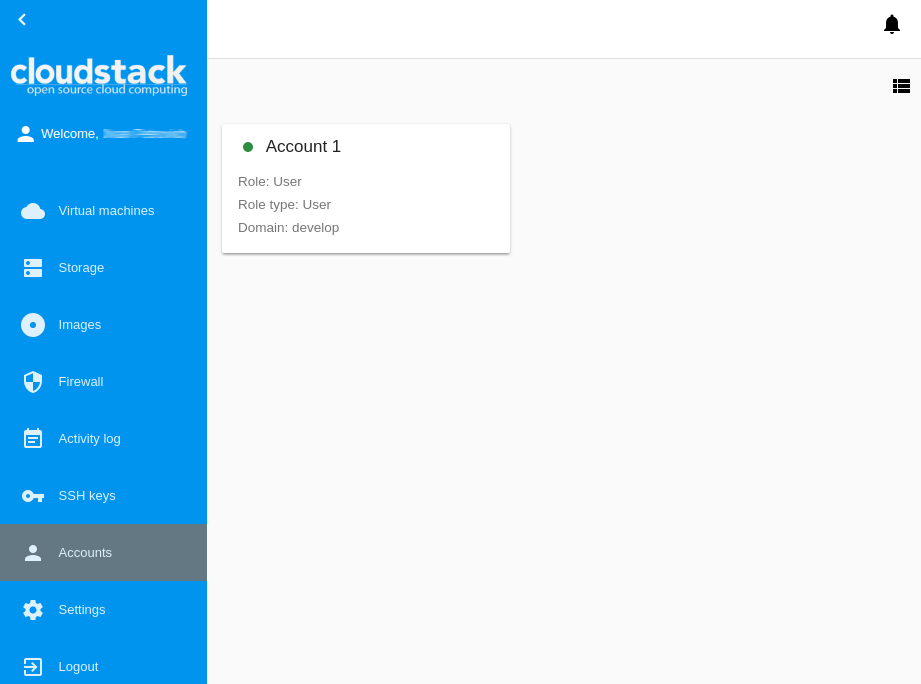 cloudstack
open source cloud computing
Welcome,
Virtual machines
Storage
Images
Firewall
Activity log
SSH keys
Accounts
Settings
Logout
Account 1
Role: User
Role type: User
Domain: develop